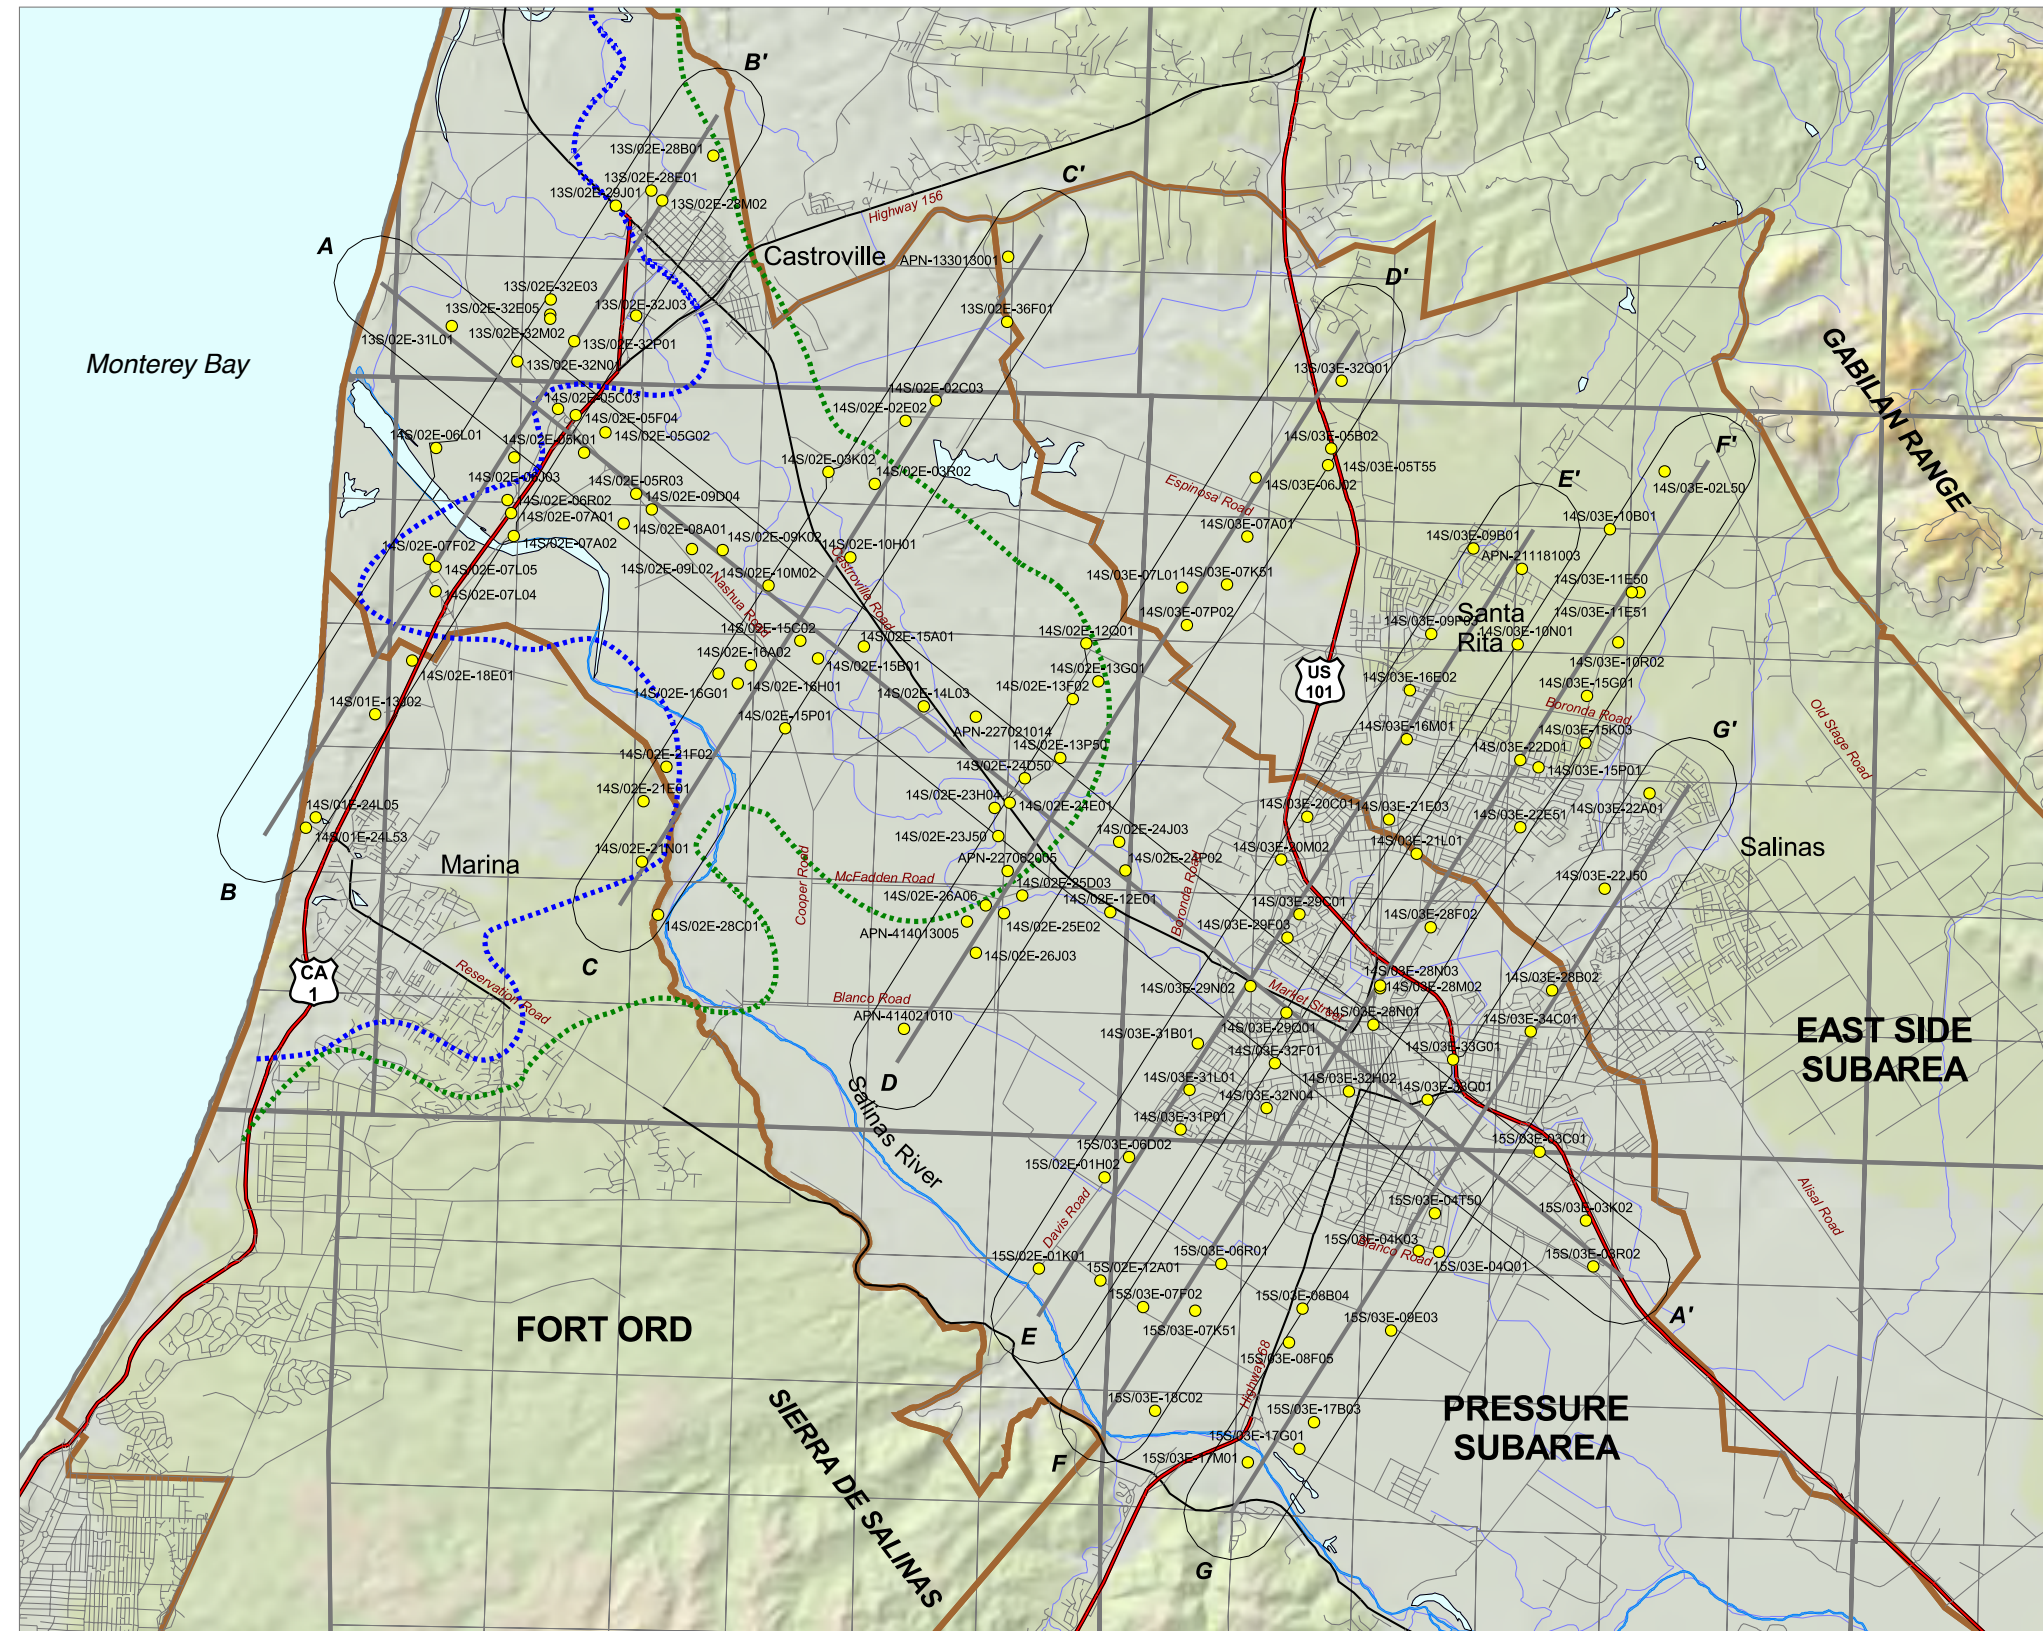 B'
13S/02E-28B01
13S/02E-28E01
13S/02E-29J01
13S/02E-28M02
C'
Highway 156
A
Castroville
APN-133013001
D'
13S/02E-32E03
13S/02E-32E05
13S/02E-32J03
13S/02E-36F01
13S/02E-31L01
13S/02E-32M02
13S/02E-32P01
13S/02E-32N01
Monterey Bay
GABILAN RANGE
13S/03E-32Q01
14S/02E-02C03
14S/02E-05C03
14S/02E-02E02
14S/02E-05F04
14S/02E-05G02
14S/02E-06L01
14S/02E-05K01
14S/03E-05B02
F'
14S/03E-05T55
14S/02E-03K02
14S/02E-03R02
14S/02E-06J03
14S/02E-05R03
Espinosa Road
14S/03E-06J02
E'
14S/03E-02L50
14S/02E-06R02
14S/02E-09D04
14S/02E-07A01
14S/02E-08A01
14S/03E-07A01
14S/03E-10B01
14S/02E-07A02
14S/02E-09K02
14S/03E-09B01
14S/02E-07F02
14S/02E-10H01
APN-211181003
14S/02E-07L05
14S/02E-09L02
14S/02E-10M02
Castroville Road
14S/03E-07L01
14S/03E-07K51
14S/03E-11E50
14S/02E-07L04
Nashua Road
14S/03E-07P02
Santa
Rita
14S/03E-11E51
14S/02E-15C02
14S/02E-15A01
14S/02E-12Q01
14S/03E-09P03
14S/03E-10N01
14S/02E-16A02
14S/02E-15B01
14S/03E-10R02
14S/02E-18E01
14S/02E-16G01
14S/02E-16H01
14S/02E-13G01
14S/02E-13F02
US
101
14S/03E-16E02
14S/03E-15G01
14S/01E-13J02
14S/02E-14L03
Boronda Road
14S/02E-15P01
APN-227021014
14S/03E-16M01
14S/03E-15K03
Old Stage Road
G'
14S/02E-21F02
14S/02E-13P50
14S/03E-22D01
14S/02E-24D50
14S/03E-15P01
14S/02E-21E01
14S/01E-24L05
14S/02E-23H04
14S/02E-24E01
14S/03E-20C01
14S/03E-21E03
14S/03E-22A01
14S/01E-24L53
14S/02E-23J50
14S/02E-24J03
14S/03E-22E51
14S/03E-21L01
Salinas
Marina
14S/02E-21N01
APN-227062005
14S/02E-24P02
14S/03E-20M02
B
McFadden Road
14S/02E-25D03
14S/03E-22J50
Cooper Road
14S/02E-26A06
14S/02E-12E01
Boronda Road
14S/03E-29C01
14S/02E-28C01
APN-414013005
14S/02E-25E02
14S/03E-29F03
14S/03E-28F02
C
14S/02E-26J03
CA
1
Reservation Road
14S/03E-28N03
14S/03E-28B02
14S/03E-29N02
Market Street
14S/03E-28M02
Blanco Road
APN-414021010
14S/03E-28N01
14S/03E-29Q01
14S/03E-34C01
14S/03E-31B01
EAST SIDE
SUBAREA
14S/03E-32F01
14S/03E-33G01
D
14S/03E-31L01
14S/03E-32H02
14S/03E-33Q01
Salinas River
14S/03E-32N04
14S/03E-31P01
15S/03E-06D02
15S/03E-03C01
15S/02E-01H02
Davis Road
15S/03E-04T50
15S/03E-03K02
Alisal Road
15S/02E-01K01
15S/03E-06R01
15S/03E-04K03
Blanco Road
15S/03E-03R02
15S/02E-12A01
15S/03E-04Q01
15S/03E-07F02
15S/03E-08B04
A'
15S/03E-07K51
15S/03E-09E03
FORT ORD
E
15S/03E-08F05
Highway 68
15S/03E-18C02
SIERRA DE SALINAS
15S/03E-17B03
PRESSURE
SUBAREA
15S/03E-17G01
F
15S/03E-17M01
G